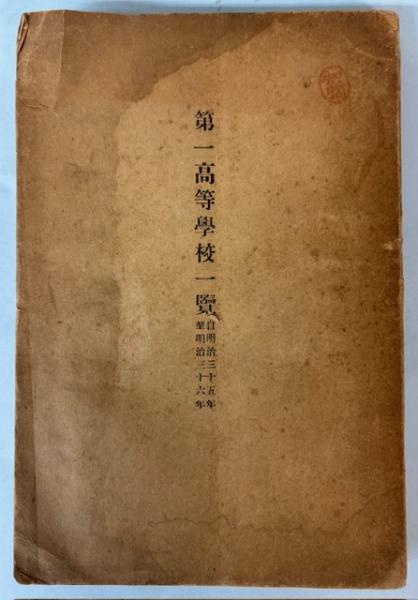 第一高等學校一覽
自明治三十五年
至明治三十六年